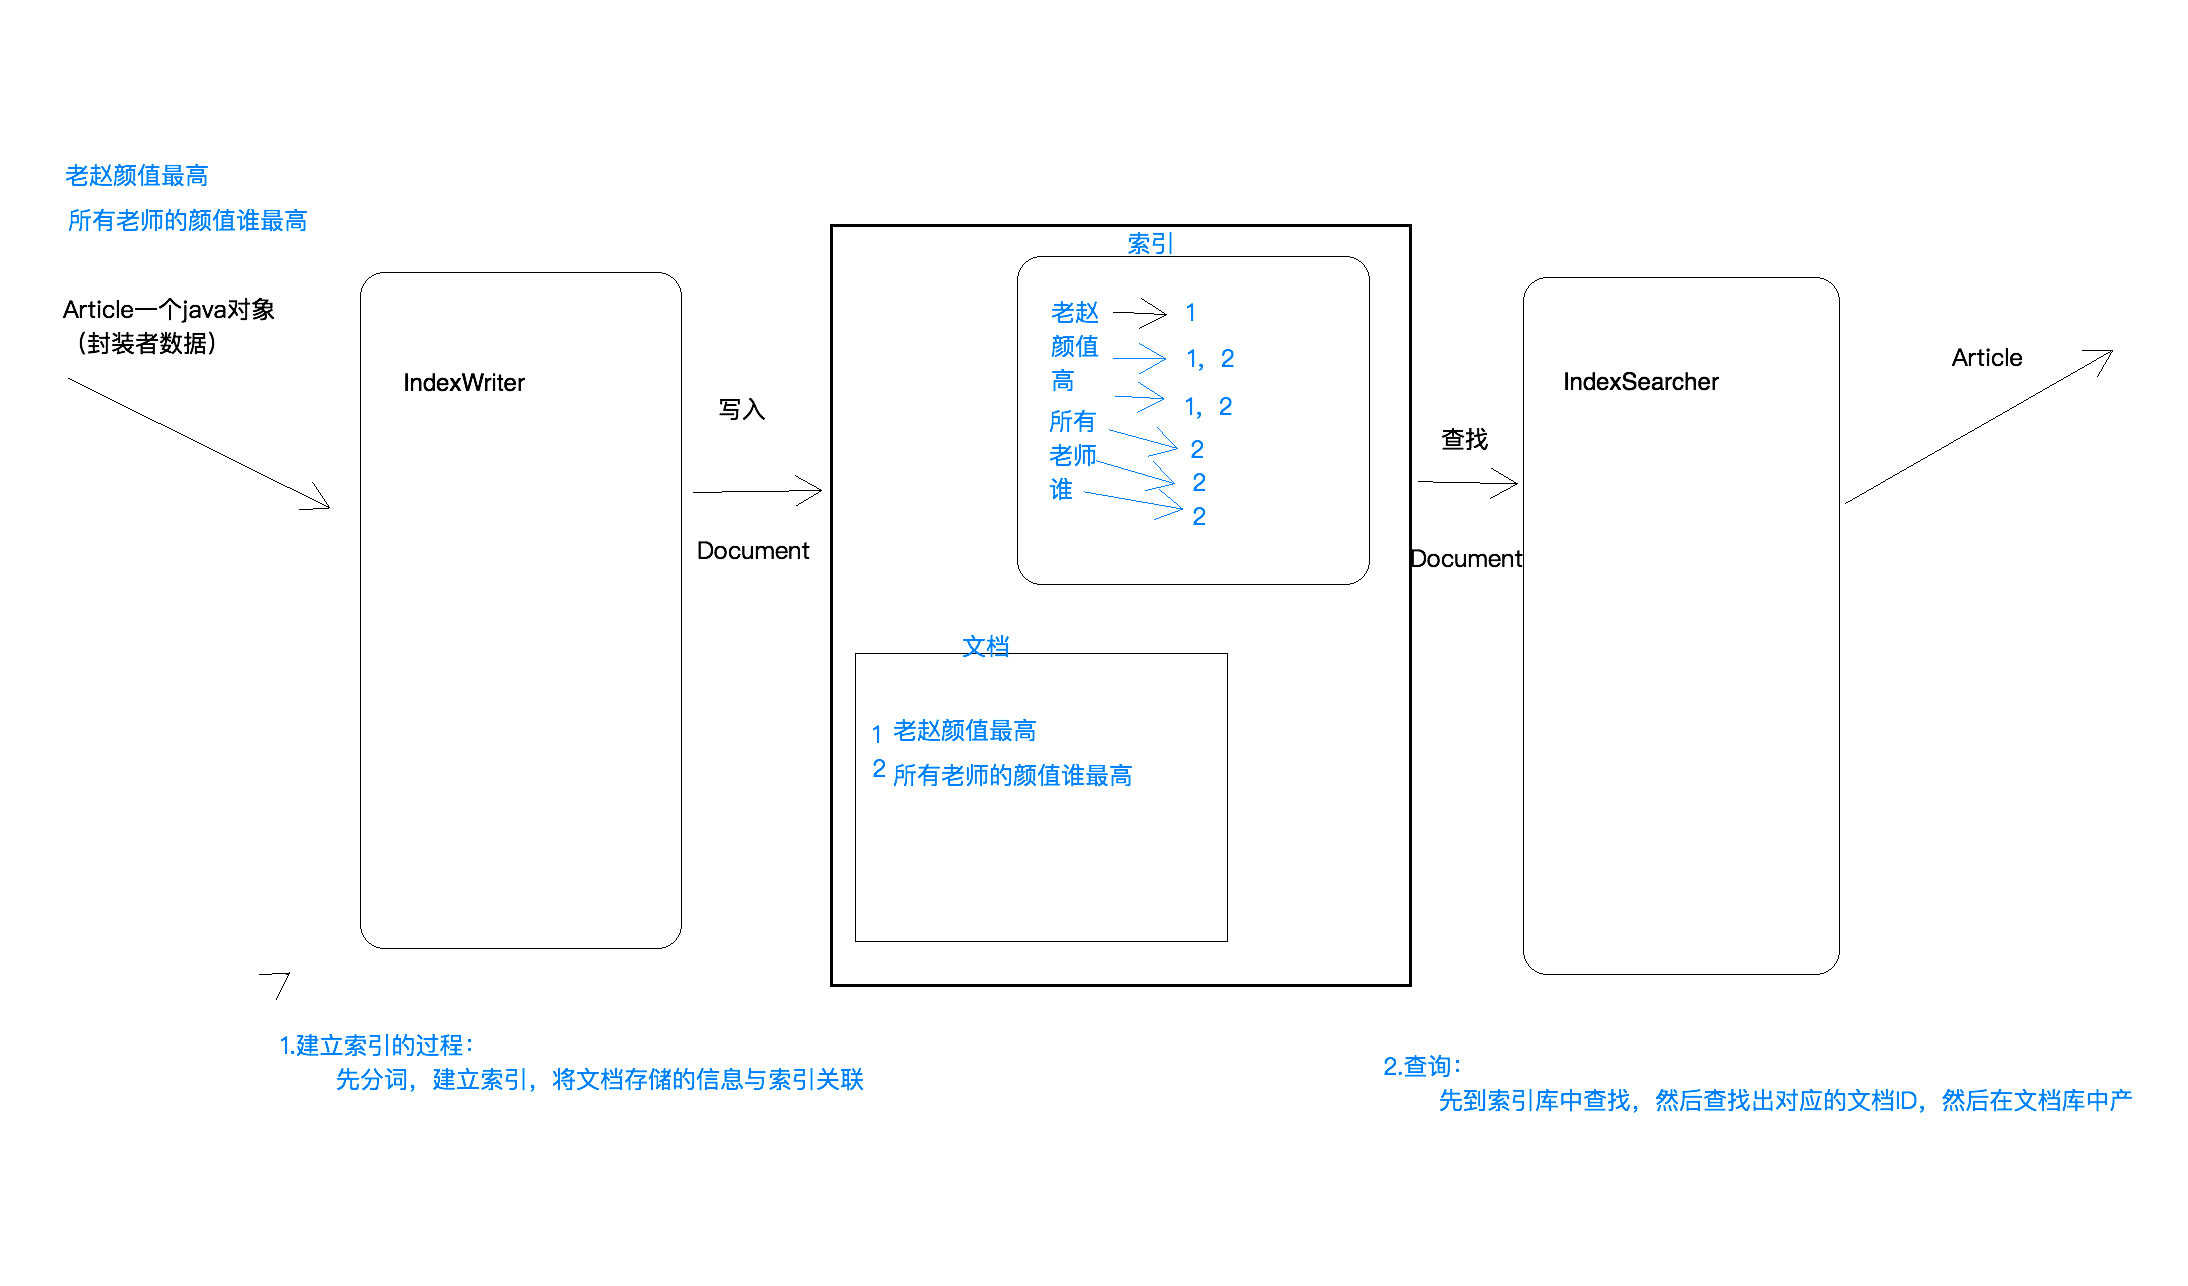 老赵颜值最高
所有老师的颜值谁最高
Article一个java对象
（封装者数据）
IndexWriter
写入
Document
索引
老赵 1
颜值 1，2
高 1，2
所有 2
老师 2
谁 2
文档
1 老赵颜值最高
2 所有老师的颜值谁最高
查找
Document
IndexSearcher
Article
1.建立索引的过程：
先分词，建立索引，将文档存储的信息与索引关联
2.查询：
先到索引库中查找，然后查找出对应的文档ID，然后在文档库中产